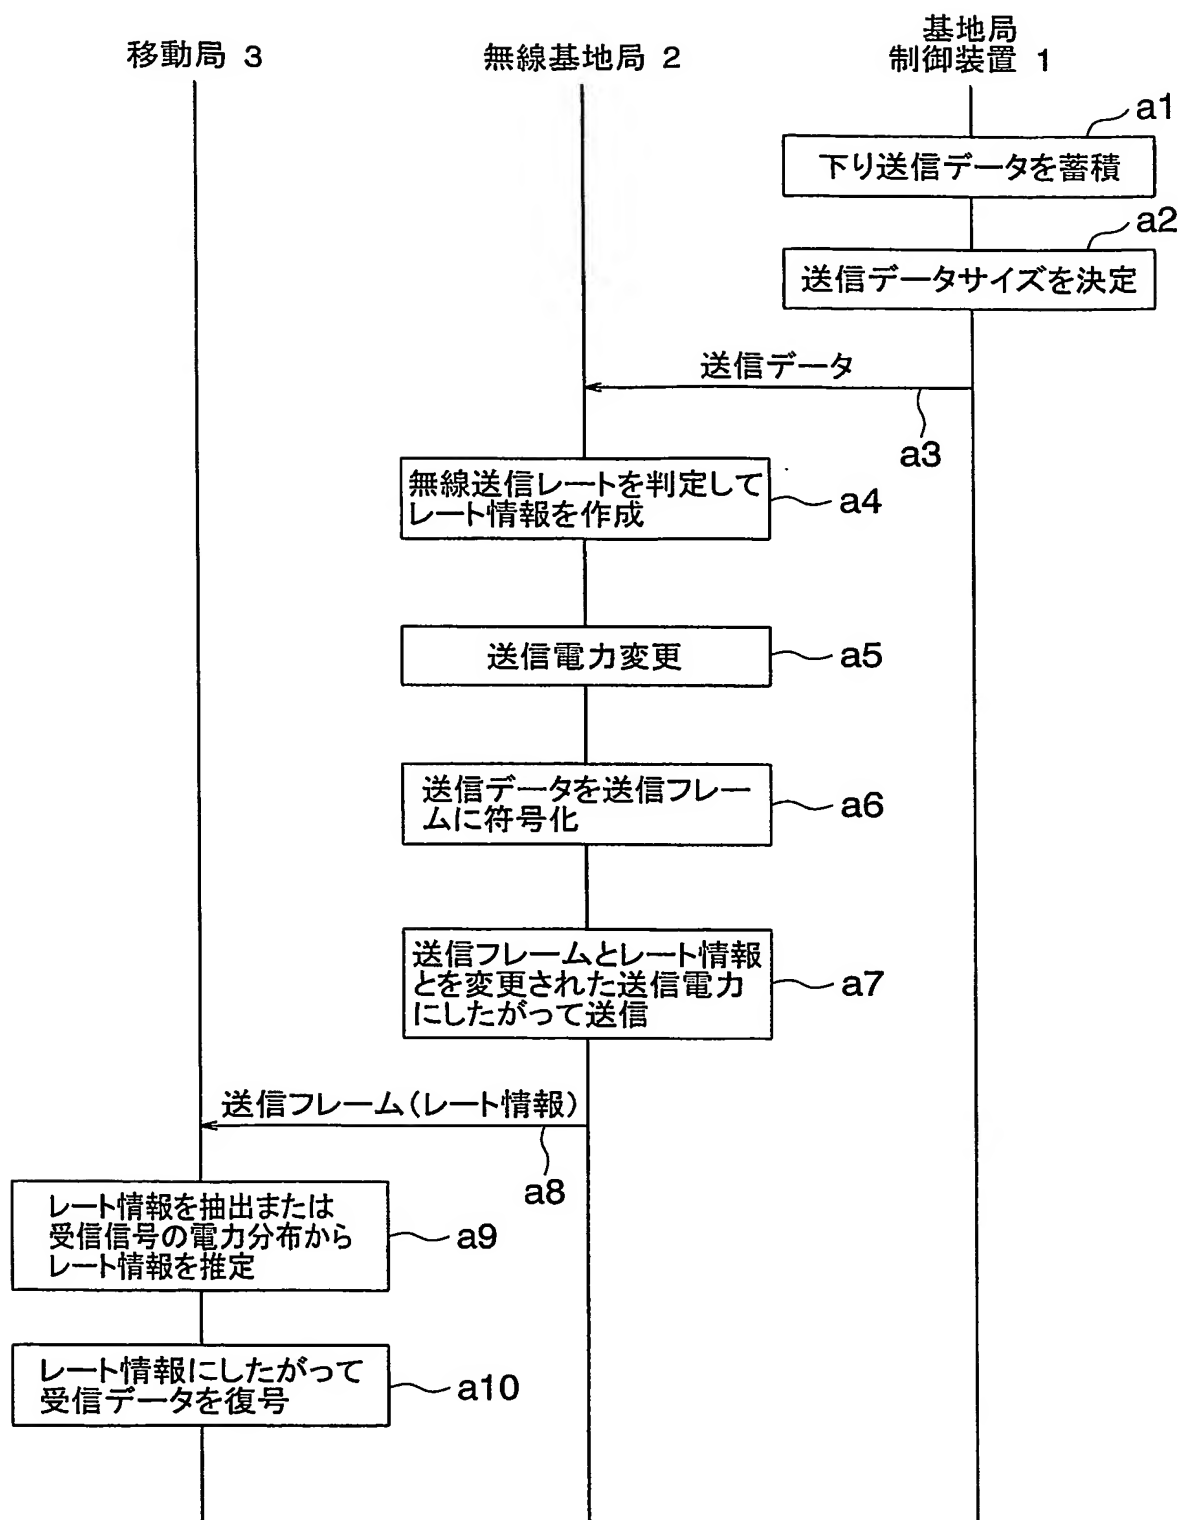 移動局 3
無線基地局 2
基地局
制御装置 1
a1
下り送信データを蓄積
a2
送信データサイズを決定
送信データ
a3
無線送信レートを判定して
レート情報を作成
a4
送信電力変更
a5
送信データを送信フレー
ムに符号化
a6
送信フレームとレート情報
とを変更された送信電力
にしたがって送信
a7
送信フレーム(レート情報)
a8
レート情報を抽出または
受信信号の電力分布から
レート情報を推定
a9
レート情報にしたがって
受信データを復号
a10